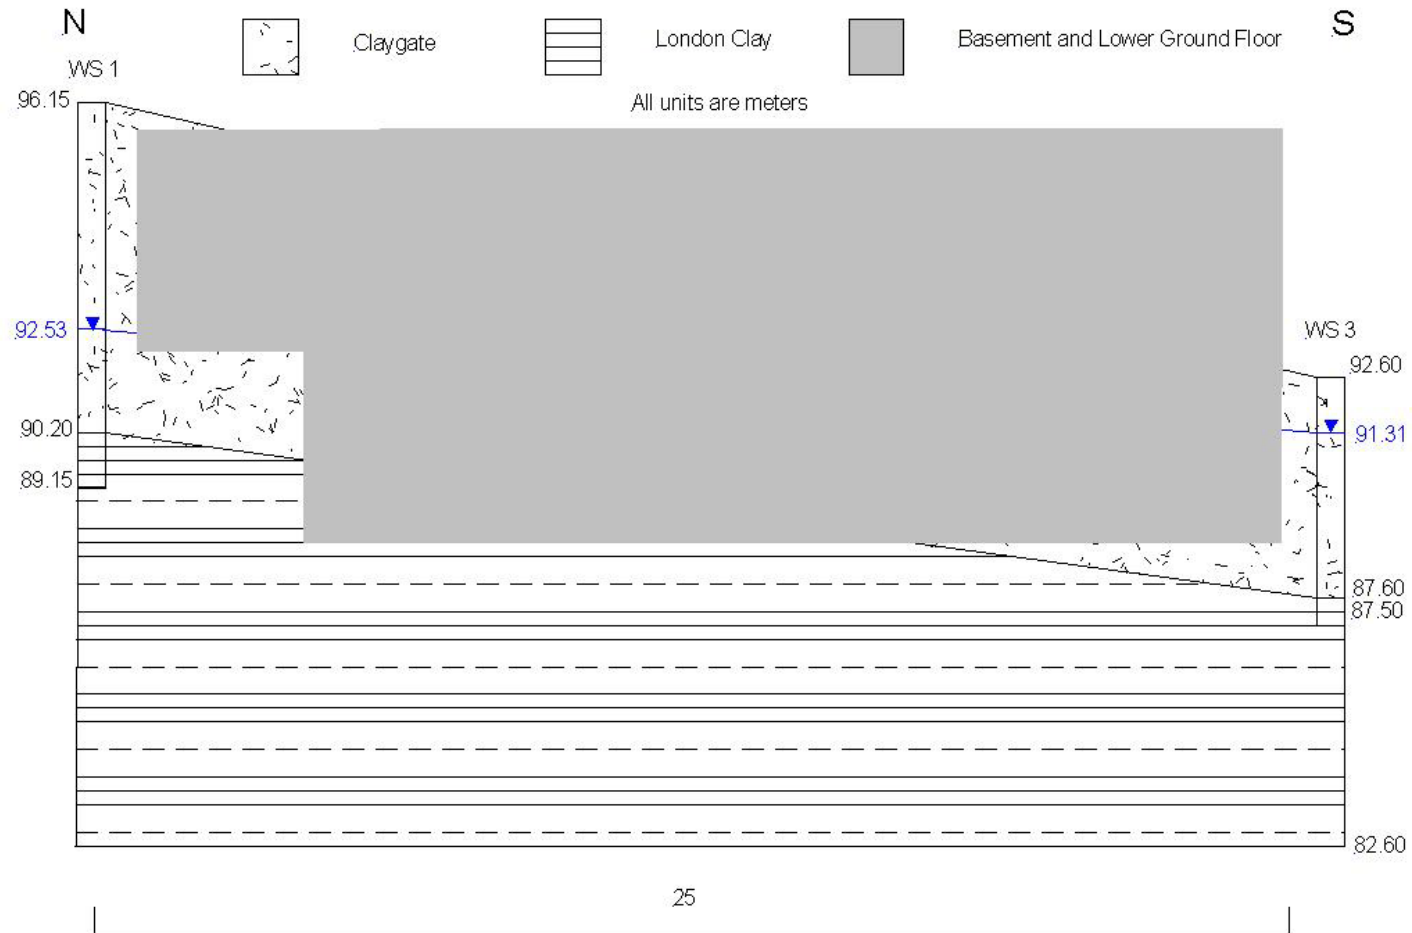 N
S
Claygate
London Clay
Basement and Lower Ground Floor
WS 1
96.15
All units are meters
92.53
WS 3
92.60
90.20
91.31
89.15
87.60
87.50
82.60
25